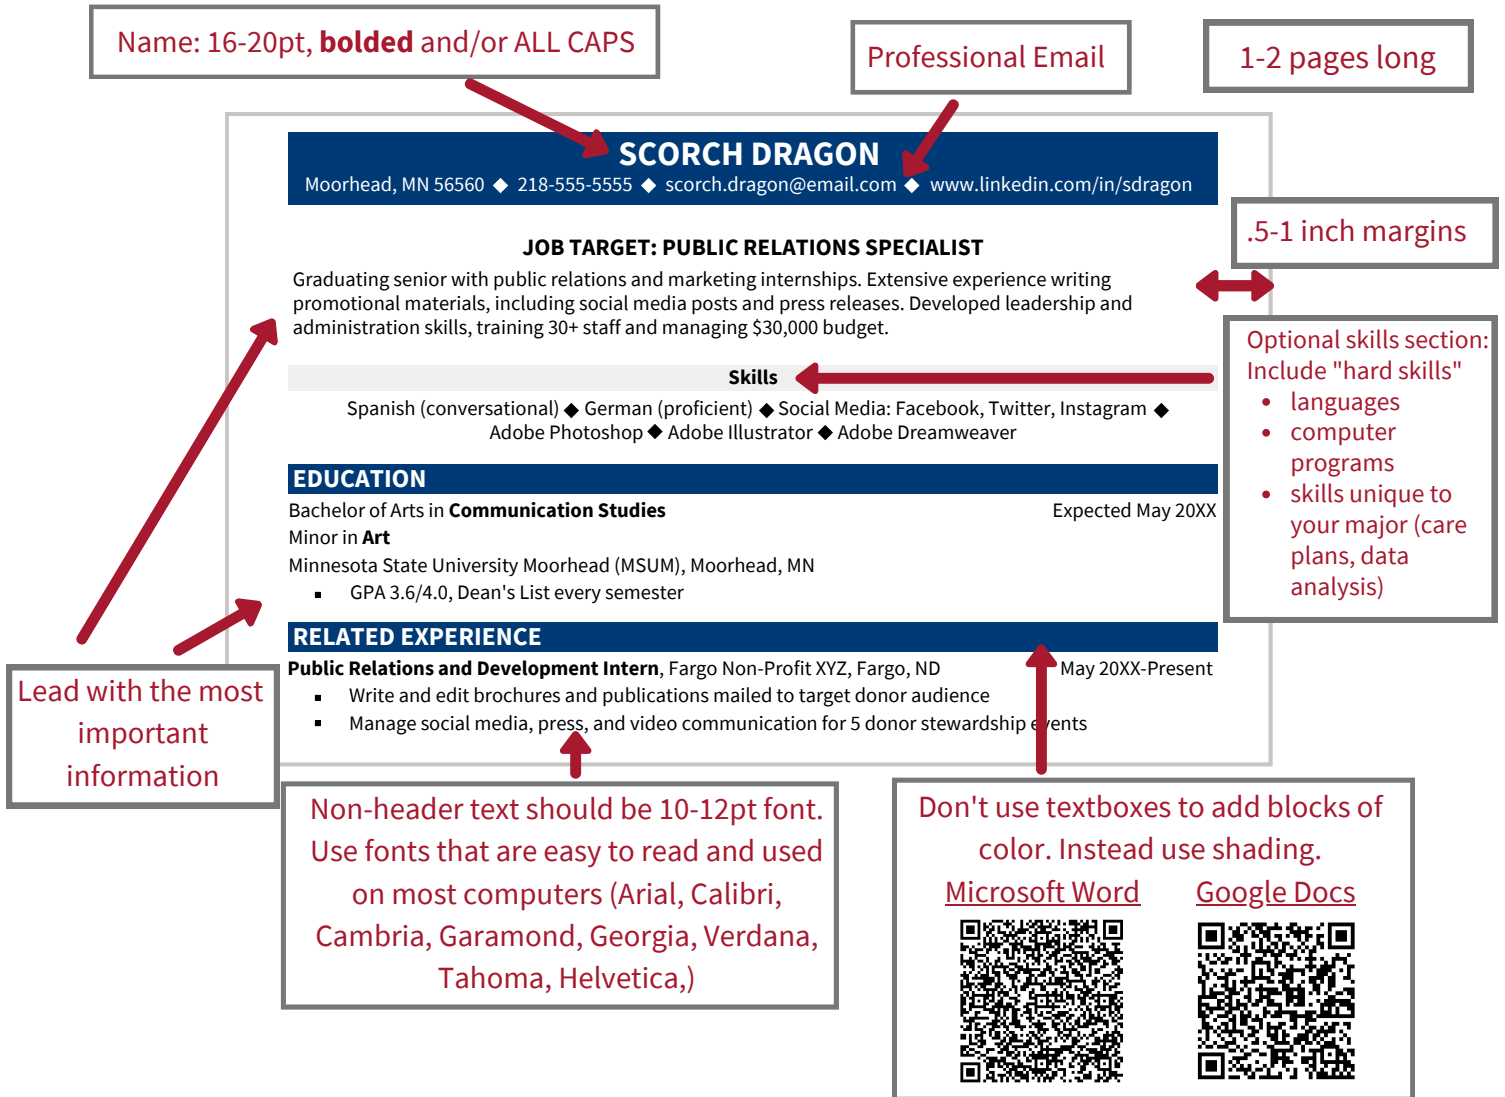 Name: 16-20pt, bolded and/or ALL CAPS
Professional Email
1-2 pages long
SCORCH DRAGON
Moorhead, MN 56560 ◆ 218-555-5555 ◆ scorch.dragon@email.com ◆ www.linkedin.com/in/sdragon
.5-1 inch margins
JOB TARGET: PUBLIC RELATIONS SPECIALIST
Graduating senior with public relations and marketing internships. Extensive experience writing
promotional materials, including social media posts and press releases. Developed leadership and
administration skills, training 30+ staff and managing $30,000 budget.
Optional skills section:
Include "hard skills"
• languages
• computer
programs
• skills unique to
your major (care
plans, data
analysis)
Skills
Spanish (conversational) ◆ German (proficient) ◆ Social Media: Facebook, Twitter, Instagram ◆
Adobe Photoshop ◆ Adobe Illustrator ◆ Adobe Dreamweaver
EDUCATION
Bachelor of Arts in Communication Studies Expected May 20XX
Minor in Art
Minnesota State University Moorhead (MSUM), Moorhead, MN
▪ GPA 3.6/4.0, Dean's List every semester
RELATED EXPERIENCE
Public Relations and Development Intern, Fargo Non-Profit XYZ, Fargo, ND May 20XX-Present
▪ Write and edit brochures and publications mailed to target donor audience
▪ Manage social media, press, and video communication for 5 donor stewardship events
Lead with the most
important
information
Non-header text should be 10-12pt font.
Use fonts that are easy to read and used
on most computers (Arial, Calibri,
Cambria, Garamond, Georgia, Verdana,
Tahoma, Helvetica,)
Don't use textboxes to add blocks of
color. Instead use shading.
Microsoft Word Google Docs